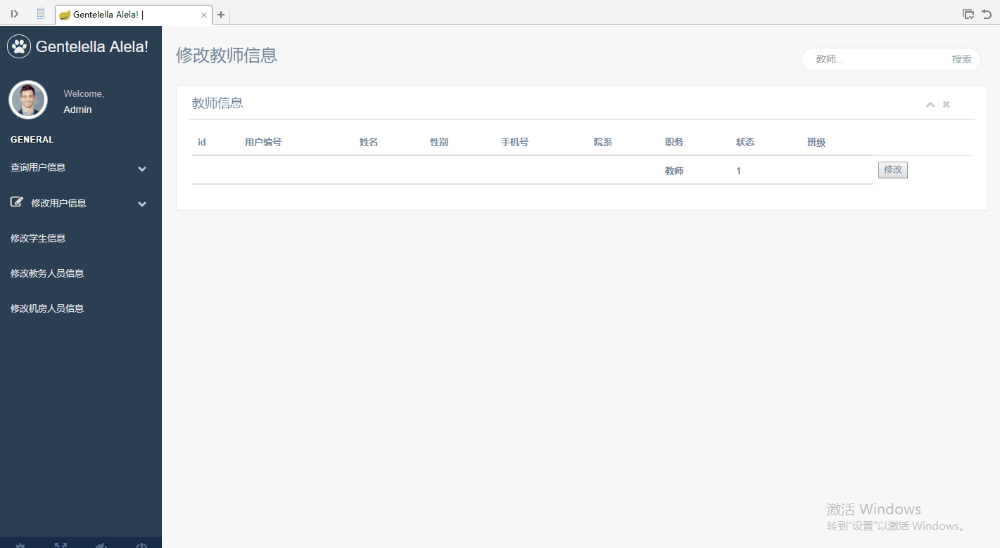 Gentelella Alela! |
Gentelella Alela!
Welcome,
Admin
GENERAL
查询用户信息
修改用户信息
修改学生信息
修改教务人员信息
修改机房人员信息
修改教师信息
教师...
搜索
教师信息
id 用户编号 姓名 性别 手机号 院系 职务 状态 班级
教师 1 修改
激活 Windows
转到“设置”以激活 Windows。